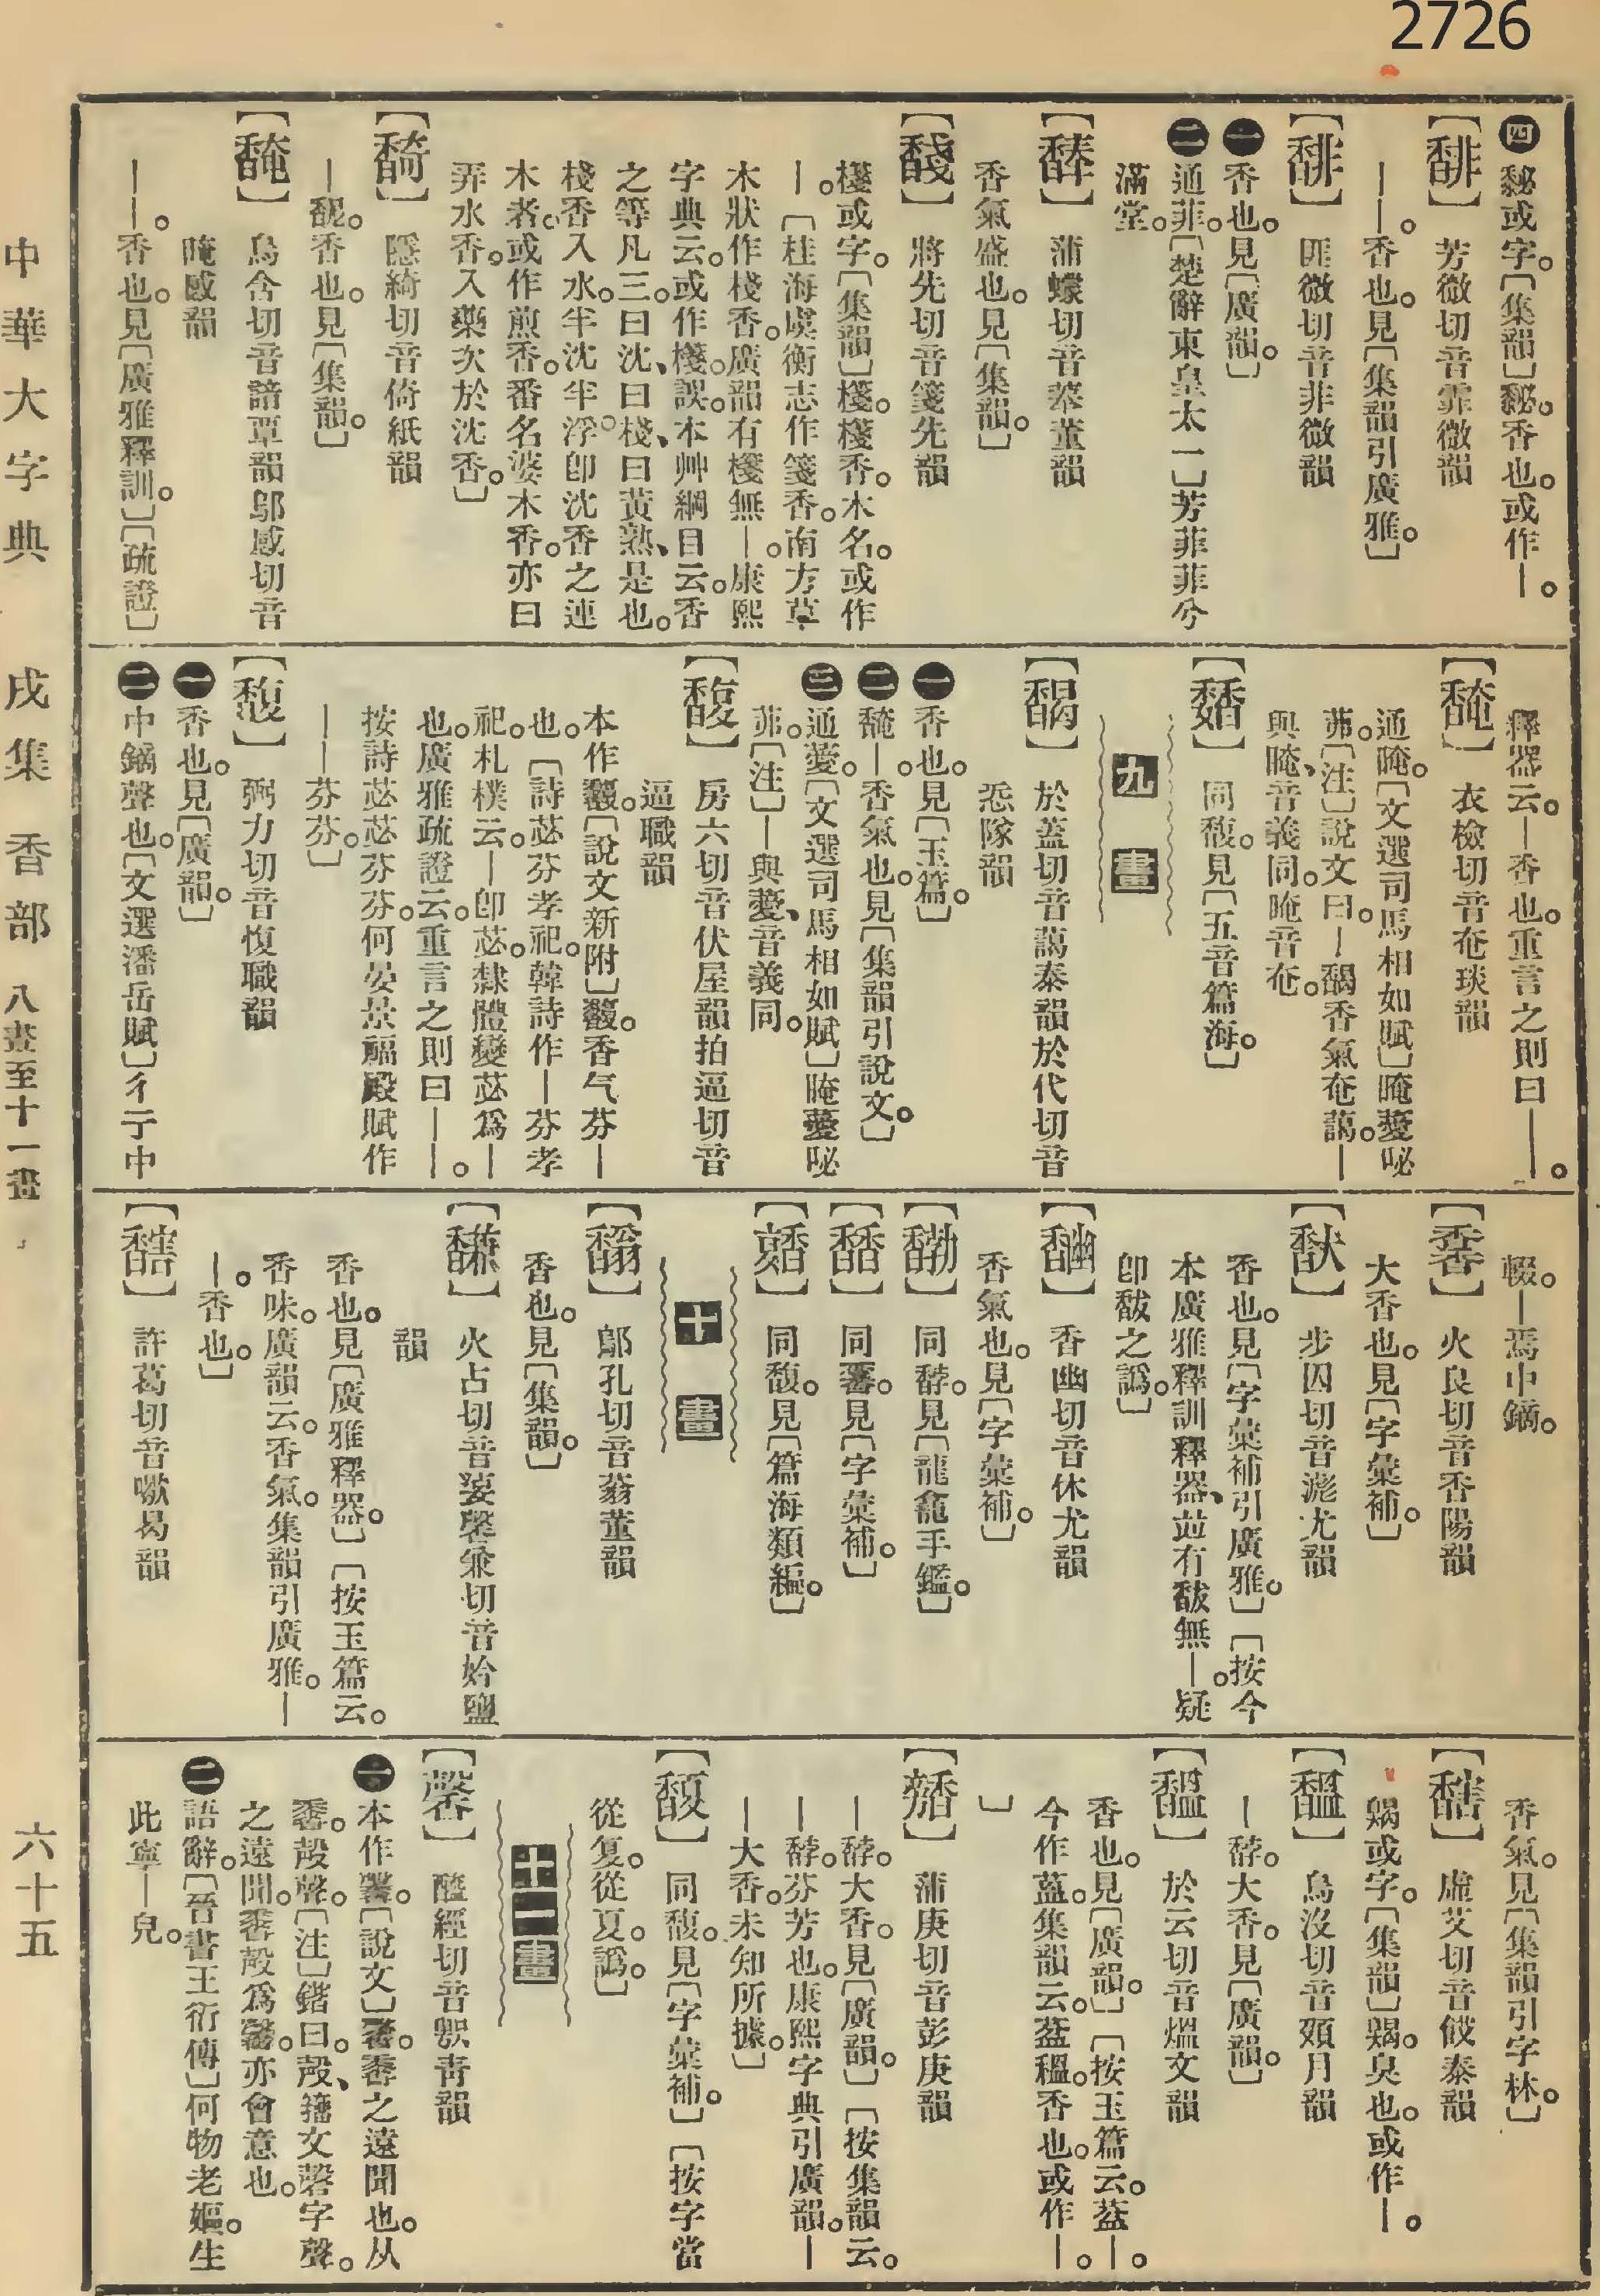 2726
㊃馝或字。〔集韻〕馝。香也。或作—。
【馡】芳微切音霏微韻
——。香也。見〔集韻引廣雅。〕
【馡】匪微切音菲微韻
㊀香也。見〔廣韻。〕
㊁通菲。〔楚辭東皇太一〕芳菲菲兮
滿堂。
【䭰】蒲蠓切音菶董韻
香氣盛也。見〔集韻。〕
【馢】將先切音箋先韻
櫏或字。〔集韻〕櫏。櫏香。木名。或作
—。〔桂海虞衡志作箋香。南方草
木狀作棧香。廣韻有櫏無—。康熙
字典云。或作櫏。誤。本艸綱目云。香
之等凡三。曰沈、曰棧、曰黃熟、是也。
棧香入水。半沈半浮。卽沈香之連
木者。或作煎香。番名婆木香。亦曰
弄水香。入藥次於沈香。〕
【馣】隱綺切音倚紙韻
—馜。香也。見〔集韻。〕
【馣】烏含切音諳覃韻鄔感切音
晻感韻
——。香也。見〔廣雅釋訓。〕〔疏證〕
釋器云。—香也。重言之則曰——。
【馣】衣檢切音奄琰韻
通晻。〔文選司馬相如賦〕晻薆咇
茀。〔注〕說文曰。—馤香氣奄藹。—
與晻、音義同。晻音奄。
同馥。見〔五音篇海。〕
九畫
【馤】於蓋切音藹泰韻於代切音
㤅隊韻
㊀香也。見〔玉篇。〕
㊁馣—。香氣也。見〔集韻引說文。〕
㊂通薆。〔文選司馬相如賦〕晻薆咇
茀。〔注〕—與薆、音義同。
【馥】房六切音伏屋韻拍逼切音
逼職韻
本作馥。〔說文新附〕馥。香气芬—
也。〔詩苾芬孝祀。韓詩作—芬孝
祀。札樸云。—卽苾。隸體變苾爲—
也。廣雅疏證云。重言之則曰——。
按詩苾苾芬芬。何晏景福殿賦作
——芬芬。〕
【馥】弼力切音愎職韻
㊀香也。見〔廣韻。〕
㊁中鏑聲也。〔文選潘岳賦〕彳亍中
輟。—焉中鏑。
火良切音香陽韻
大香也。見〔字彙補。〕
步囚切音滮尤韻
香也。見〔字彙補引廣雅。〕〔按今
本廣雅釋訓釋器、竝有馛無—。疑
卽馛之譌。〕
香幽切音休尤韻
香氣也。見〔字彙補。〕
同馞。見〔龍龕手鑑。〕
見〔字彙補。〕
同馥。見〔篇海類編。〕
十畫
鄔孔切音蓊董韻
香也。見〔集韻。〕
【馦】火占切音㜮馨兼切音姈鹽
韻
香也。見〔廣雅釋器。〕〔按玉篇云。
香味。廣韻云。香氣。集韻引廣雅。—
—。香也。〕
許葛切音㰤曷韻
香氣。見〔集韻引字林。〕
虛艾切音餀泰韻
或字。〔集韻〕臭也。或作—。
【馧】烏沒切音頞月韻
—馞。大香。見〔廣韻。〕
【馧】於云切音熅文韻
香也。見〔廣韻。〕〔按玉篇云。葢—。
今作蒀。集韻云。葢穩。香也。或作—。
〕
蒲庚切音彭庚韻
—馞。大香。見〔廣韻。〕〔按集韻云。
—馞。芬芳也。康熙字典引廣韻。—
—大香。未知所據。〕
同馥。見〔字彙補。〕〔按字當
從复。從夏。譌。〕
十一畫
【馨】醯經切音䚷靑韻
㊀本作馨。〔說文〕馨。香之遠聞也。从
香。殸聲。〔注〕鍇曰。殸、籒文磬字聲。
之遠聞。香殸爲馨。亦會意也。
㊁語辭。〔晉書王衍傳〕何物老嫗。生
此寧—兒。
中華大字典 戌集 香部 八畫至十一畫 六十五